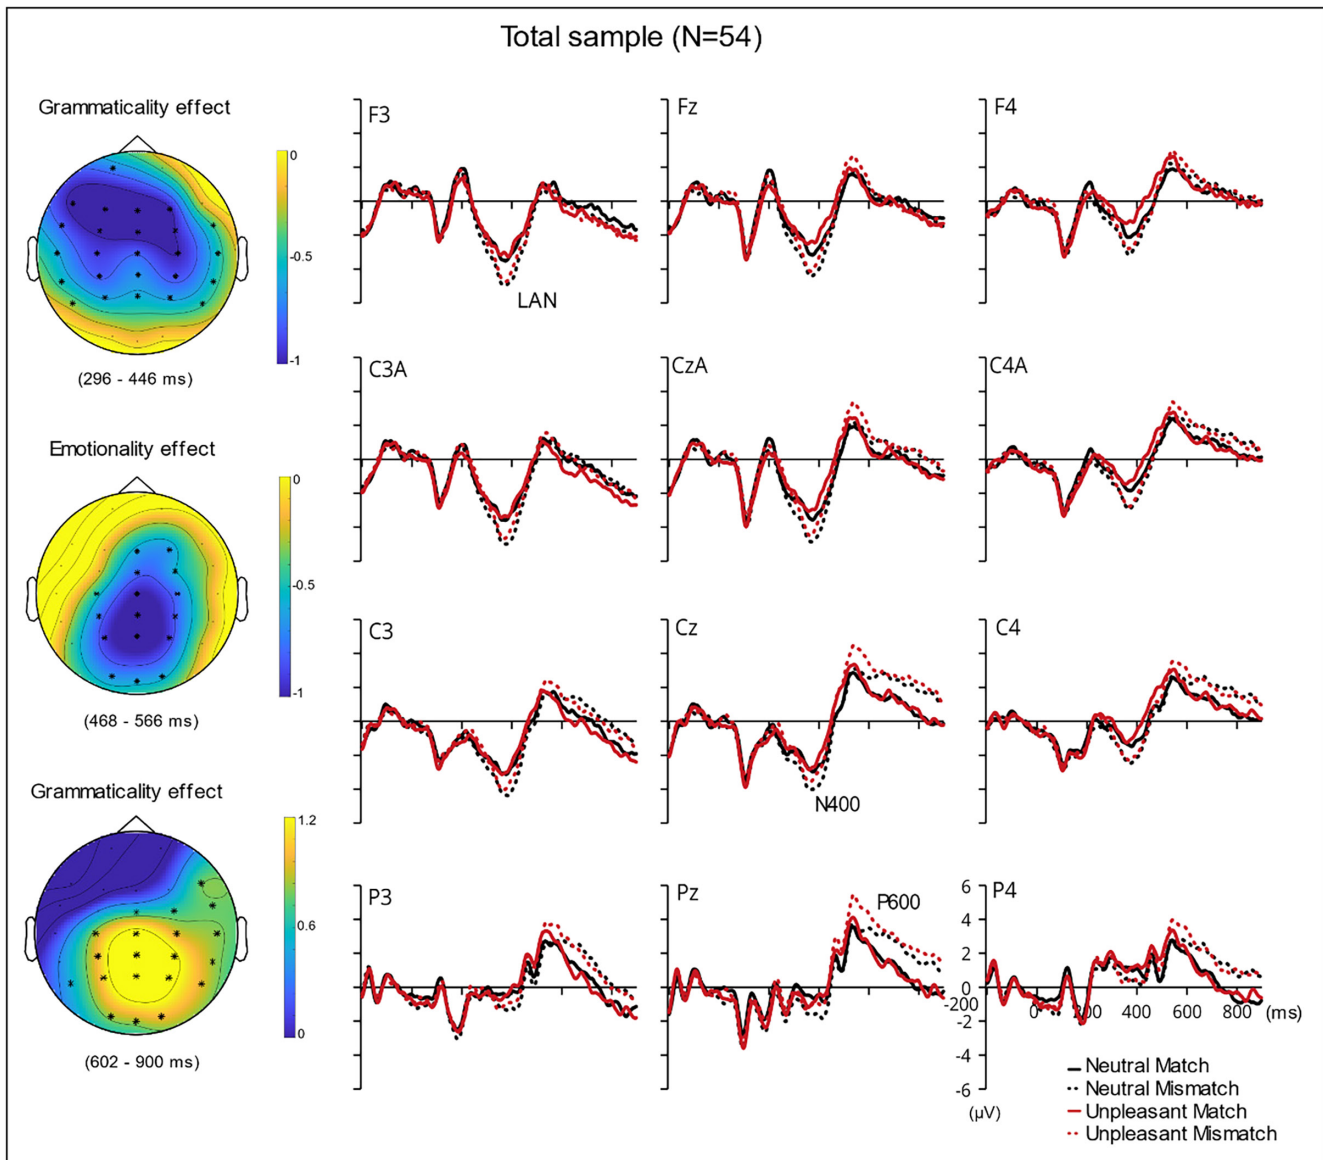 Total sample (N=54)
Grammaticality effect
0
-0.5
-1
(296 - 446 ms)
Emotionality effect
0
-0.5
-1
(468 - 566 ms)
Grammaticality effect
1.2
0.6
0
(602 - 900 ms)
F3
LAN
Fz
F4
C3A
CzA
C4A
C3
Cz
N400
C4
P3
Pz
P600
P4
6
4
2
0
-2
-4
-6
(µV)
-200 0 200 400 600 800 (ms)
Neutral Match
Neutral Mismatch
Unpleasant Match
Unpleasant Mismatch